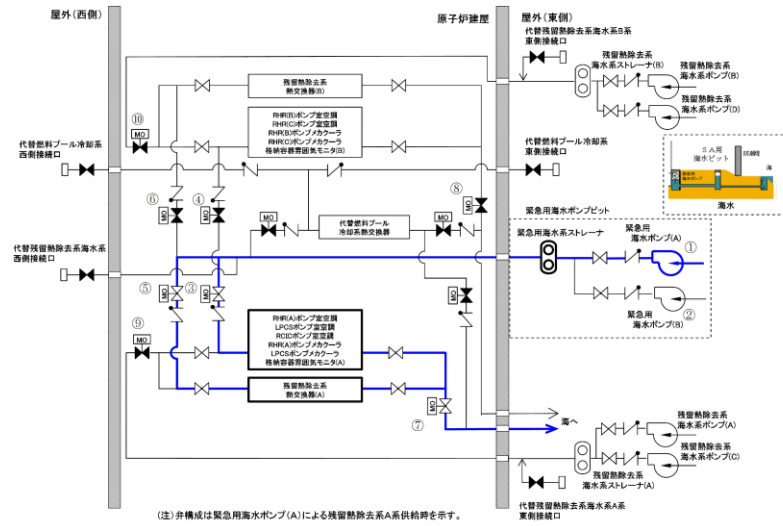 屋外(西側)
原子炉建屋
屋外(東側)
代替残留熱除去系海水系B系
東側接続口
残留熱除去系
海水系ストレーナ(B)
残留熱除去系
海水系ポンプ(B)
残留熱除去系
海水系ポンプ(D)
残留熱除去系
熱交換器(B)
⑩
MO
RHR(B)ポンプ室空調
RHR(C)ポンプ室空調
RHR(B)ポンプメカクーラ
RHR(C)ポンプメカクーラ
格納容器雰囲気モニタ(B)
代替燃料プール冷却系
西側接続口
代替燃料プール冷却系
東側接続口
SA用
海水ピット
海
海水
⑥
MO
④
MO
⑧
MO
MO
代替燃料プール
冷却系熱交換器
MO
緊急用海水ポンプピット
緊急用海水系ストレーナ
緊急用
海水ポンプ(A)
①
代替残留熱除去系海水系
西側接続口
⑤
MO
③
MO
MO
緊急用
海水ポンプ(B)
②
⑨
MO
RHR(A)ポンプ室空調
LPCSポンプ室空調
RCICポンプ室空調
RHR(A)ポンプメカクーラ
LPCSポンプメカクーラ
格納容器雰囲気モニタ(A)
残留熱除去系
熱交換器(A)
MO
⑦
海へ
残留熱除去系
海水系ポンプ(A)
残留熱除去系
海水系ポンプ(C)
残留熱除去系
海水系ストレーナ(A)
代替残留熱除去系海水系A系
東側接続口
(注)弁構成は緊急用海水ポンプ(A)による残留熱除去系A系供給時を示す。